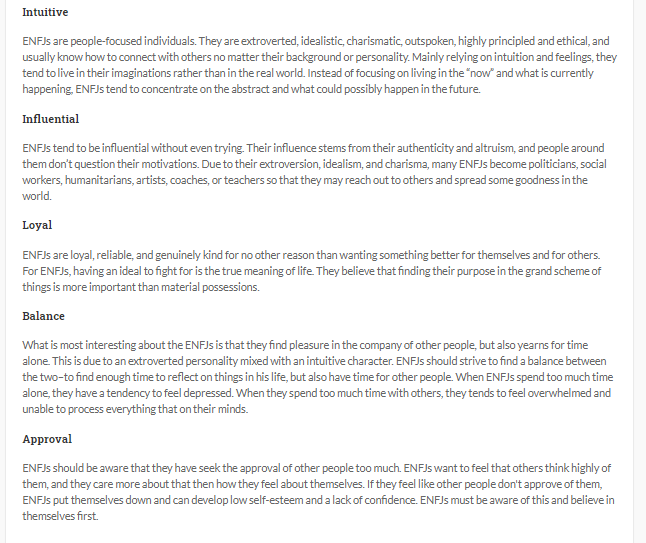 Intuitive
ENFJs are people-focused individuals. They are extroverted, idealistic, charismatic, outspoken, highly principled and ethical, and
usually know how to connect with others no matter their background or personality. Mainly relying on intuition and feelings, they
tend to live in their imaginations rather than in the real world. Instead of focusing on living in the “now” and what is currently
happening, ENFJs tend to concentrate on the abstract and what could possibly happen in the future.
Influential
ENFJs tend to be influential without even trying. Their influence stems from their authenticity and altruism, and people around
them don’t question their motivations. Due to their extroversion, idealism, and charisma, many ENFJs become politicians, social
workers, humanitarians, artists, coaches, or teachers so that they may reach out to others and spread some goodness in the
world.
Loyal
ENFJs are loyal, reliable, and genuinely kind for no other reason than wanting something better for themselves and for others.
For ENFJs, having an ideal to fight for is the true meaning of life. They believe that finding their purpose in the grand scheme of
things is more important than material possessions.
Balance
What is most interesting about the ENFJs is that they find pleasure in the company of other people, but also yearns for time
alone. This is due to an extroverted personality mixed with an intuitive character. ENFJs should strive to find a balance between
the two–to find enough time to reflect on things in his life, but also have time for other people. When ENFJs spend too much time
alone, they have a tendency to feel depressed. When they spend too much time with others, they tends to feel overwhelmed and
unable to process everything that on their minds.
Approval
ENFJs should be aware that they have seek the approval of other people too much. ENFJs want to feel that others think highly of
them, and they care more about that then how they feel about themselves. If they feel like other people don’t approve of them,
ENFJs put themselves down and can develop low self-esteem and a lack of confidence. ENFJs must be aware of this and believe in
themselves first.